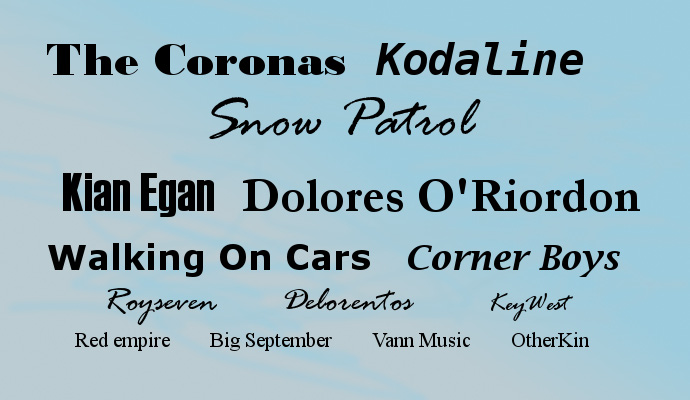 The Coronas Kodaline
Snow Patrol
Kian Egan Dolores O'Riordon
Walking On Cars Corner Boys
Royseven Delorentos KeyWest
Red empire Big September Vann Music OtherKin